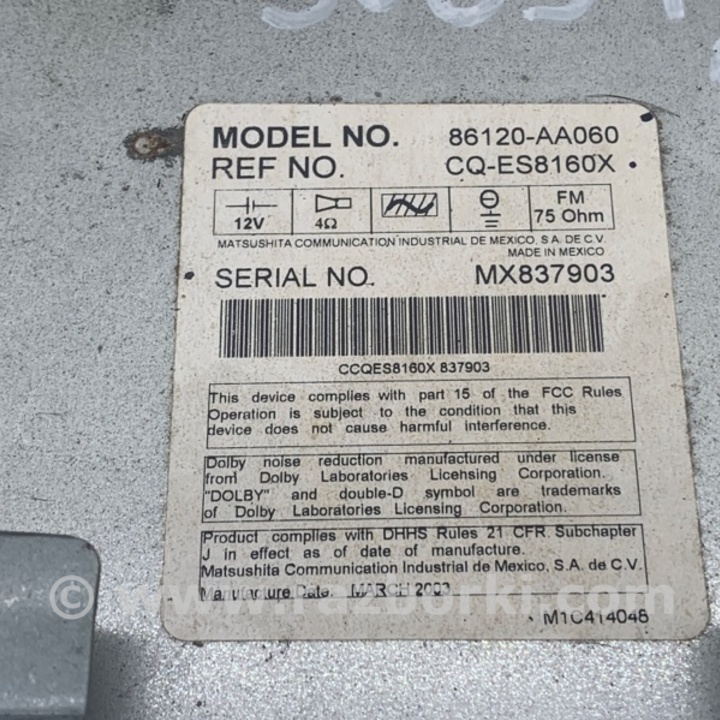 MODEL NO. 86120-AA060
REF NO. CQ-ES8160X
12V 4Ω FM 75 Ohm
MATSUSHITA COMMUNICATION INDUSTRIAL DE MEXICO, S.A. DE C.V.
MADE IN MEXICO
SERIAL NO. MX837903
CCQES8160X 837903
This device complies with part 15 of the FCC Rules
Operation is subject to the condition that this
device does not cause harmful interference.
Dolby noise reduction manufactured under license
from Dolby Laboratories Licensing Corporation.
"DOLBY" and double-D symbol are trademarks
of Dolby Laboratories Licensing Corporation.
Product complies with DHHS Rules 21 CFR, Subchapter
J in effect as of date of manufacture.
Matsushita Communication Industrial de Mexico, S.A. de C.V.
Manufacture Date. MARCH
© www.razborki.com
M1C414048